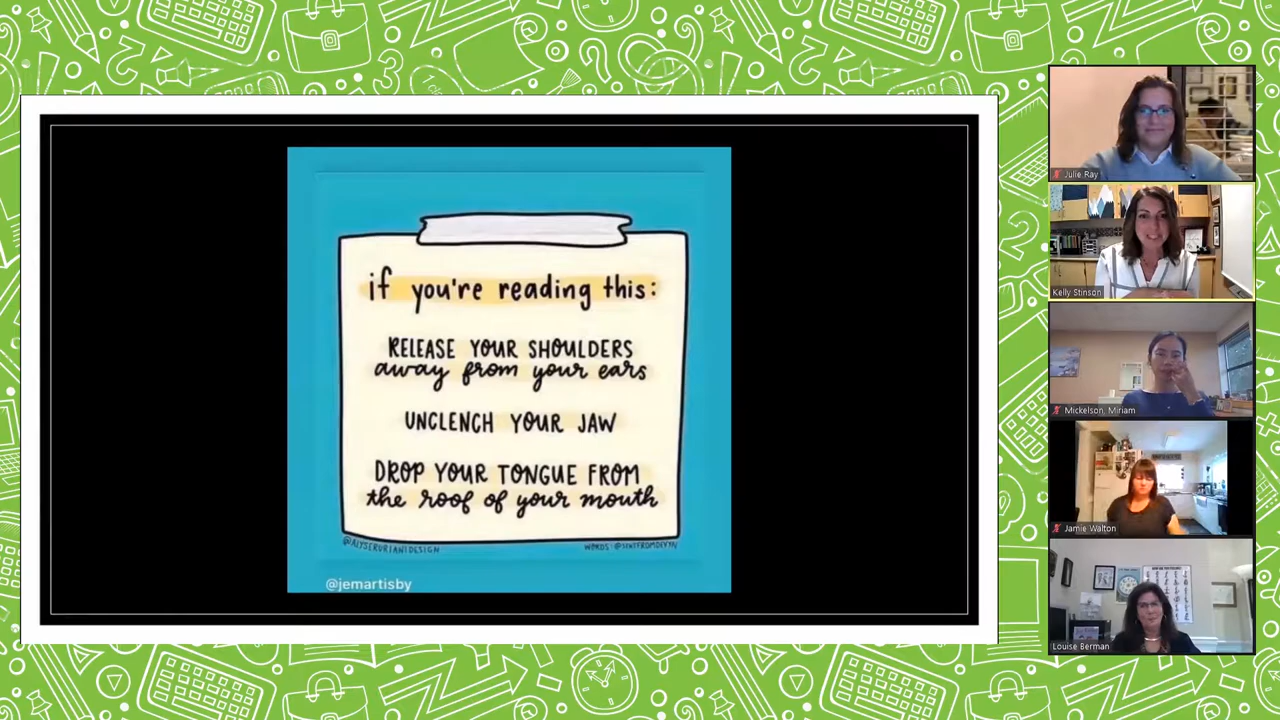 if you're reading this:
RELEASE YOUR SHOULDERS
away from your ears
UNCLENCH YOUR JAW
DROP YOUR TONGUE FROM
the roof of your mouth
@ALYSERURIANIDESIGN
@jemartisby
Julie Ray
Kelly Stinson
Mickelson, Miriam
Jamie Walton
Louise Berman